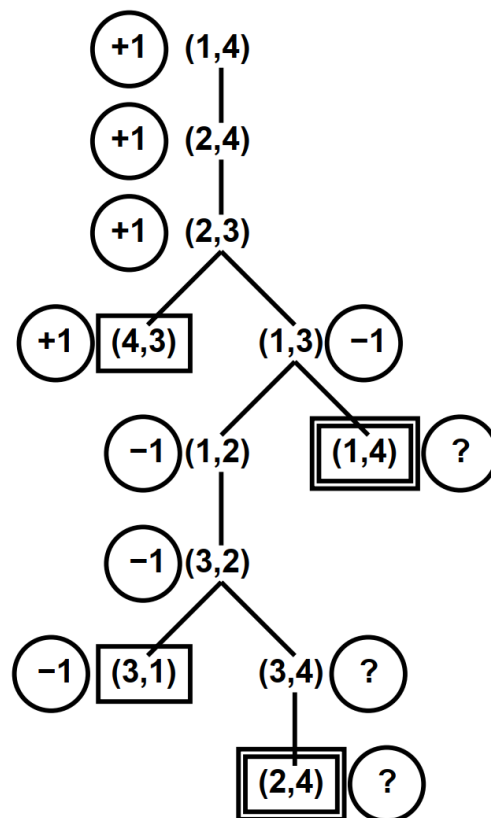 +1 (1,4)
+1 (2,4)
+1 (2,3)
+1 (4,3) (1,3) −1
−1 (1,2) (1,4) ?
−1 (3,2)
−1 (3,1) (3,4) ?
(2,4) ?